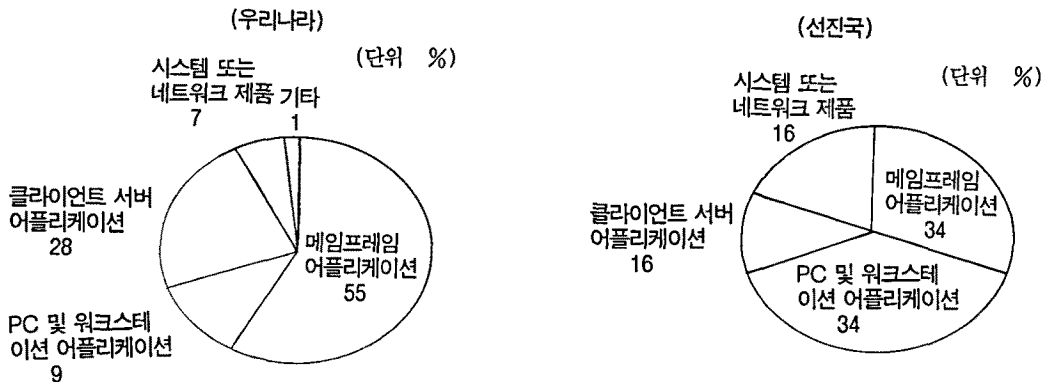 (우리나라)
(단위 %)
시스템 또는
네트워크 제품
7
기타
1
클라이언트 서버
어플리케이션
28
메임프레임
어플리케이션
55
PC 및 워크스테
이션 어플리케이션
9
(선진국)
(단위 %)
시스템 또는
네트워크 제품
16
메임프레임
어플리케이션
34
클라이언트 서버
어플리케이션
16
PC 및 워크스테
이션 어플리케이션
34